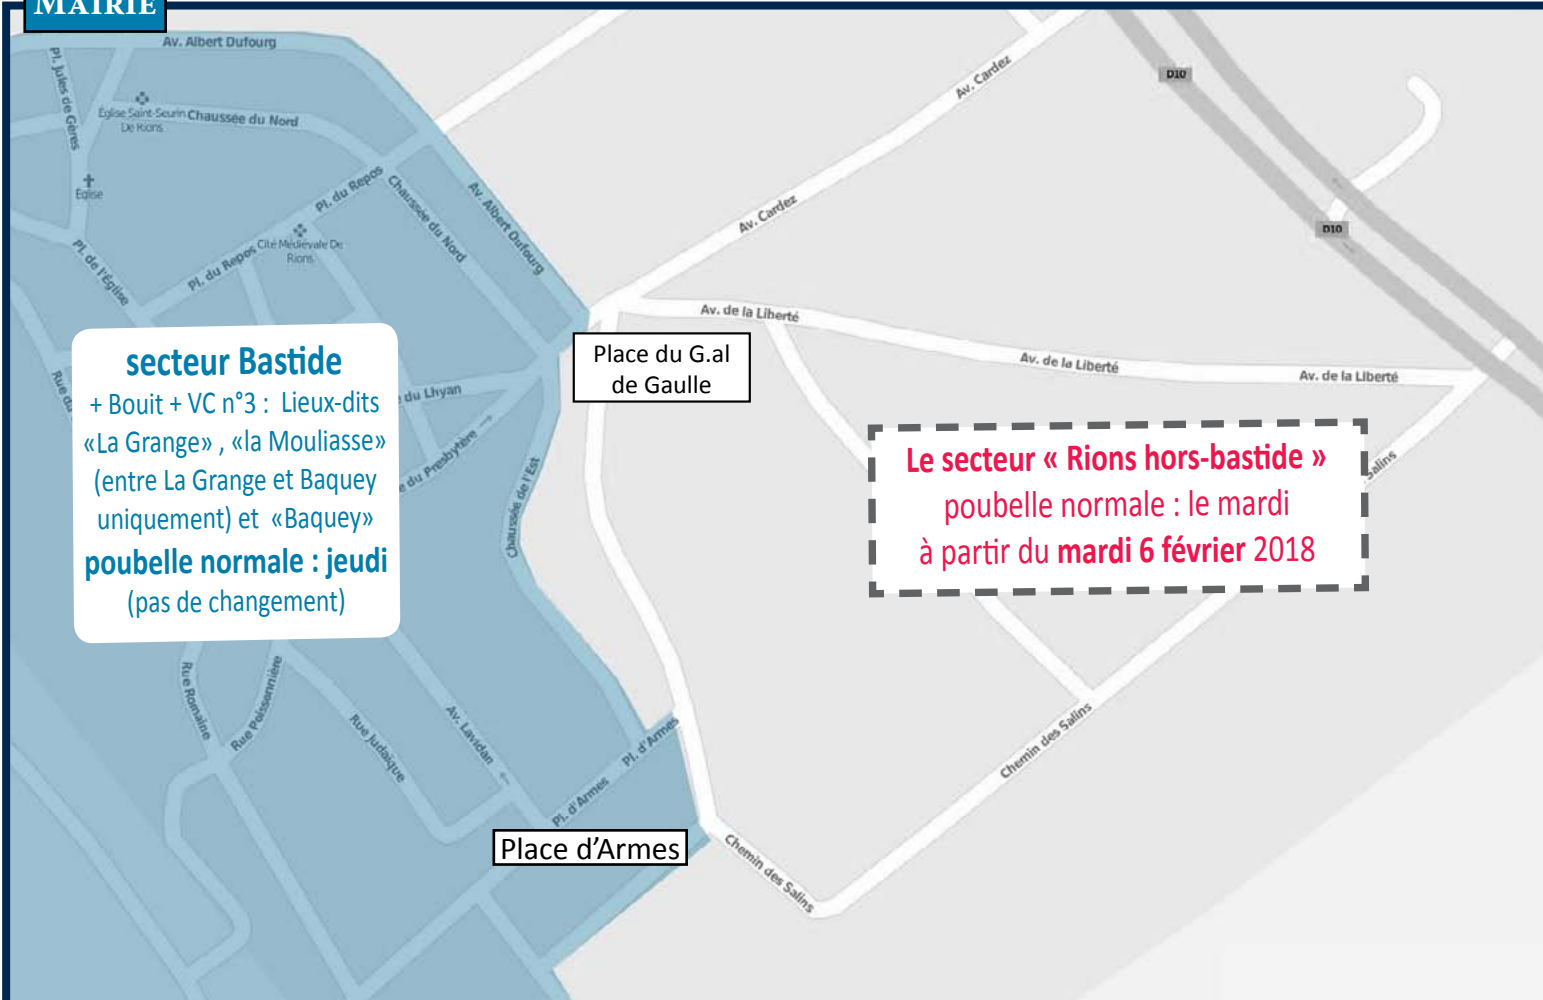 MAIRIE
Av. Albert Dufourg
Pl. Jules de Gères
Église Saint-Seurin
De Rions
Chaussée du Nord
Eglise
Pl. du Repos
Chaussée du Nord
Av. Albert Dufourg
Cité Médiévale De
Rions
Pl. du Repos
Pl. de l'Église
Av. Cardez
Av. Cardez
D10
D10
Av. de la Liberté
Av. de la Liberté
Av. de la Liberté
Place du G.al
de Gaulle
secteur Bastide
+ Bouit + VC n°3 : Lieux-dits
«La Grange» , «la Mouliasse»
(entre La Grange et Baquey
uniquement) et «Baquey»
poubelle normale : jeudi
(pas de changement)
Rue du
du Lhyan
du Presbytère
Chaussée de l'Est
Le secteur « Rions hors-bastide »
poubelle normale : le mardi
à partir du mardi 6 février 2018
Salins
Rue Romaine
Rue Poissonnière
Rue Judaïque
Av. Lavidan
Pl. d'Armes
Pl. d'Armes
Place d'Armes
Chemin des Salins
Chemin des Salins